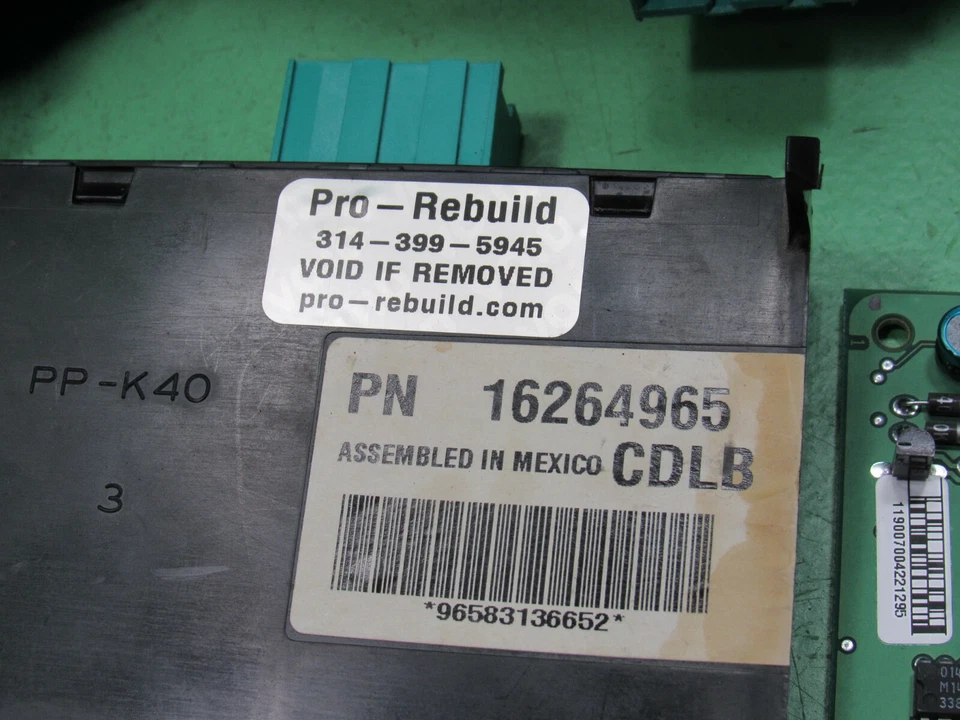 Pro-Rebuild
314-399-5945
VOID IF REMOVED
pro-rebuild.com
PP-K40
3
PN 16264965
ASSEMBLED IN MEXICO CDLB
*96583136652*
119007004221295